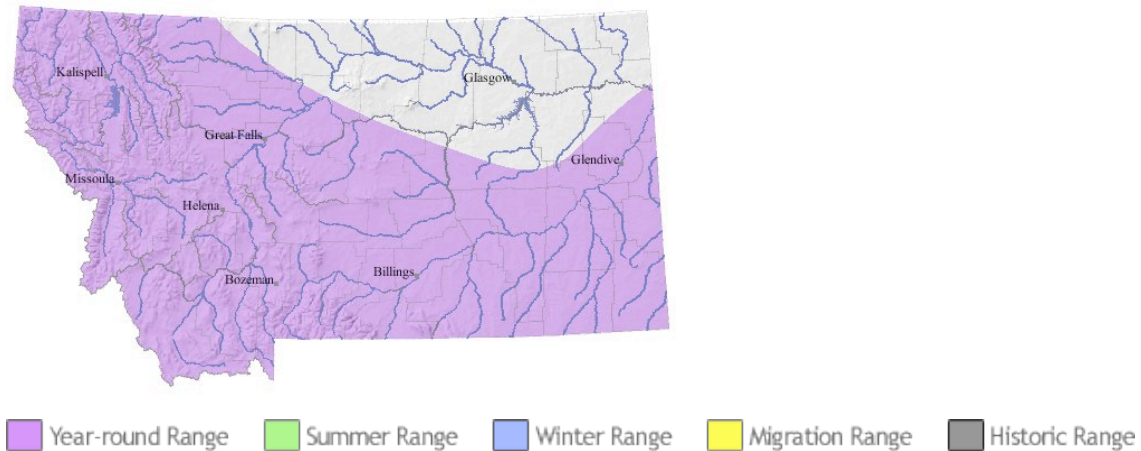 Kalispell
Glasgow
Great Falls
Glendive
Missoula
Helena
Billings
Bozeman
Year-round Range Summer Range Winter Range Migration Range Historic Range